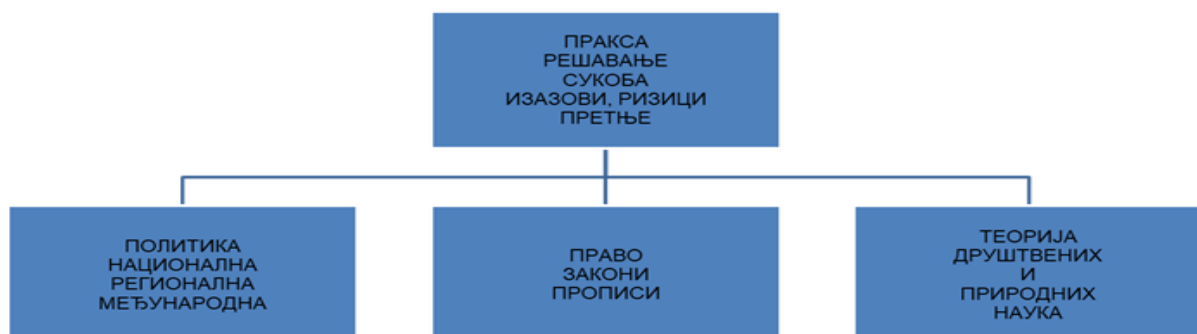 ПРАКСА
РЕШАВАЊЕ
СУКОБА
ИЗАЗОВИ, РИЗИЦИ
ПРЕТЊЕ
ПОЛИТИКА
НАЦИОНАЛНА
РЕГИОНАЛНА
МЕЂУНАРОДНА
ПРАВО
ЗАКОНИ
ПРОПИСИ
ТЕОРИЈА
ДРУШТВЕНИХ
И
ПРИРОДНИХ
НАУКА